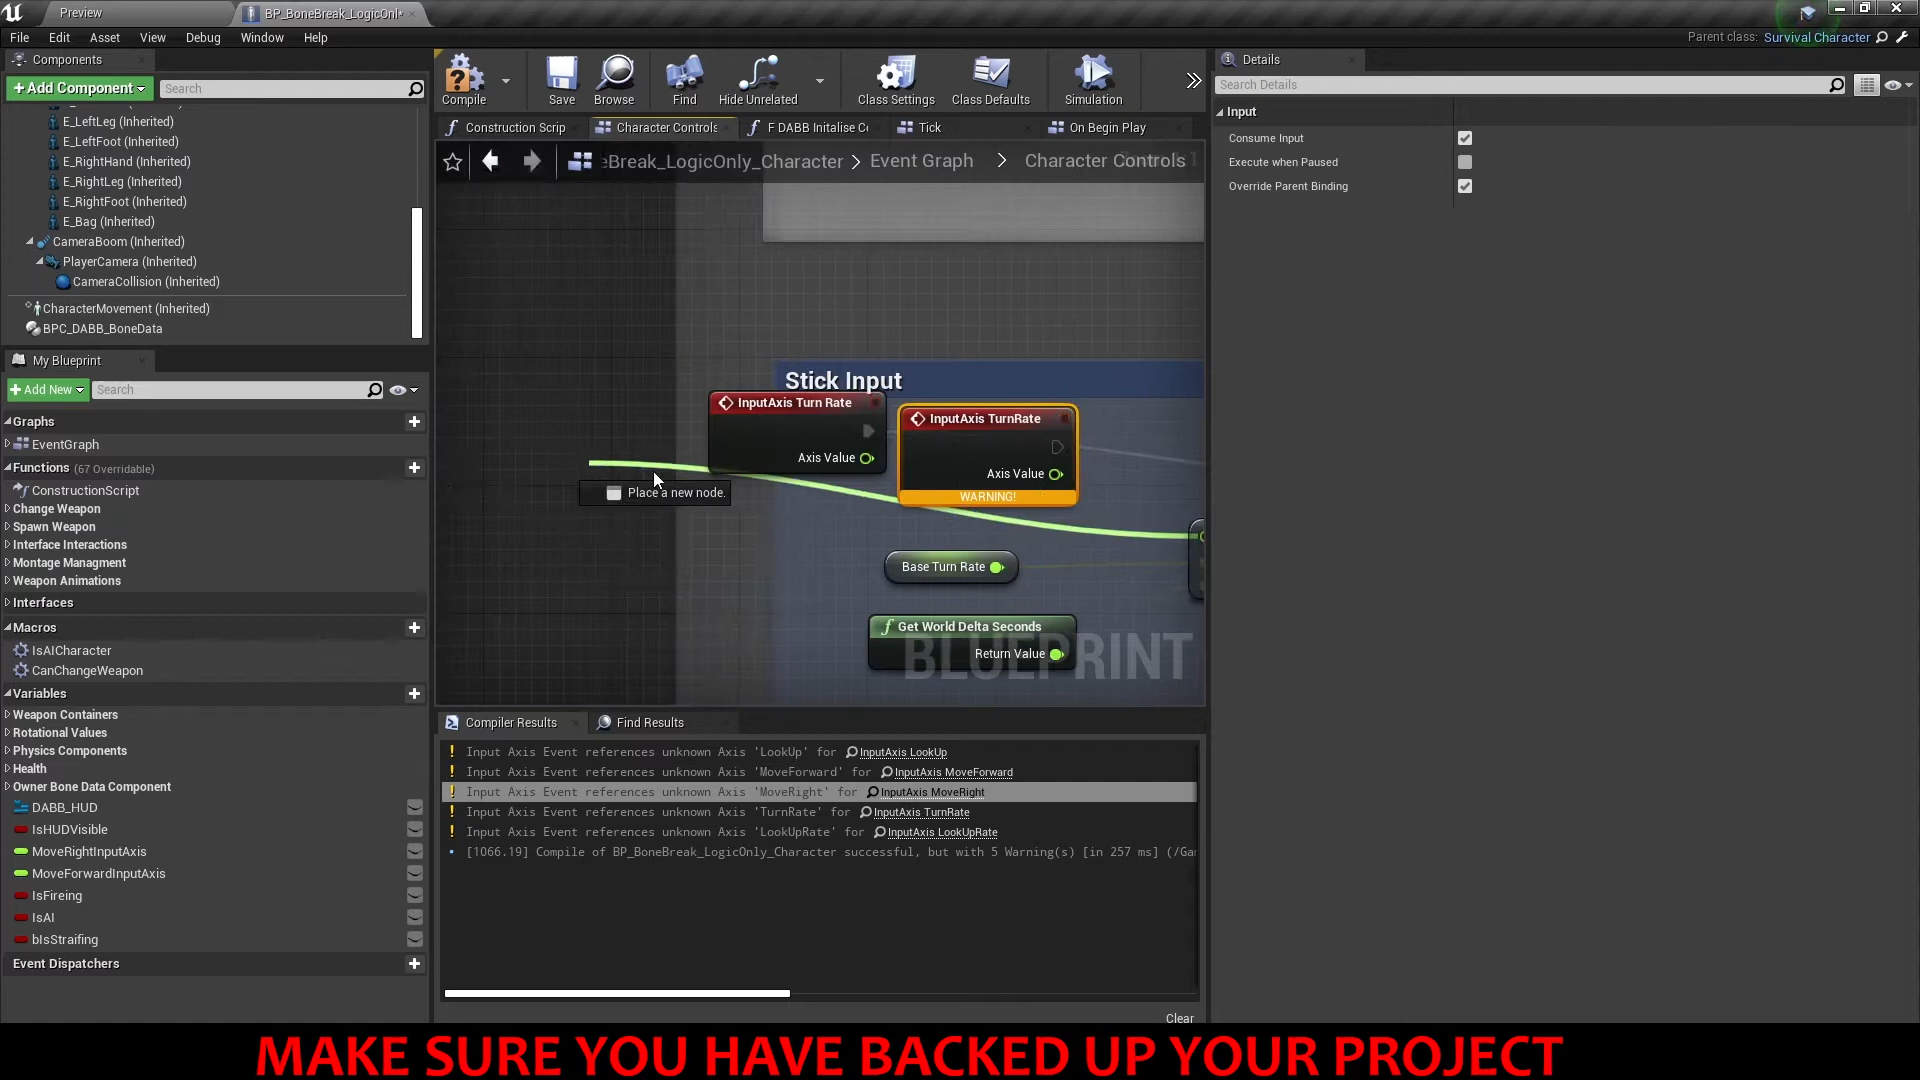 Preview
BP_BoneBreak_LogicOnl*
File Edit Asset View Debug Window Help
Parent class: Survival Character
Components
+Add Component
Search
E_LeftLeg (Inherited)
E_LeftFoot (Inherited)
E_RightHand (Inherited)
E_RightLeg (Inherited)
E_RightFoot (Inherited)
E_Bag (Inherited)
CameraBoom (Inherited)
PlayerCamera (Inherited)
CameraCollision (Inherited)
CharacterMovement (Inherited)
BPC_DABB_BoneData
My Blueprint
+Add New
Search
Graphs
EventGraph
Functions (67 Overridable)
ConstructionScript
Change Weapon
Spawn Weapon
Interface Interactions
Montage Managment
Weapon Animations
Interfaces
Macros
IsAICharacter
CanChangeWeapon
Variables
Weapon Containers
Rotational Values
Physics Components
Health
Owner Bone Data Component
DABB_HUD
IsHUDVisible
MoveRightInputAxis
MoveForwardInputAxis
IsFireing
IsAI
bIsStraifing
Event Dispatchers
Compile
Save
Browse
Find
Hide Unrelated
Class Settings
Class Defaults
Simulation
Construction Scrip
Character Controls
F DABB Initalise Cc
Tick
On Begin Play
eBreak_LogicOnly_Character > Event Graph > Character Controls
Stick Input
InputAxis Turn Rate
Axis Value
InputAxis TurnRate
Axis Value
WARNING!
Place a new node.
Base Turn Rate
Get World Delta Seconds
Return Value
BLUEPRINT
Compiler Results
Find Results
Input Axis Event references unknown Axis 'LookUp' for InputAxis LookUp
Input Axis Event references unknown Axis 'MoveForward' for InputAxis MoveForward
Input Axis Event references unknown Axis 'MoveRight' for InputAxis MoveRight
Input Axis Event references unknown Axis 'TurnRate' for InputAxis TurnRate
Input Axis Event references unknown Axis 'LookUpRate' for InputAxis LookUpRate
[1066.19] Compile of BP_BoneBreak_LogicOnly_Character successful, but with 5 Warning(s) [in 257 ms] (/Ga
Clear
Details
Search Details
Input
Consume Input
Execute when Paused
Override Parent Binding
MAKE SURE YOU HAVE BACKED UP YOUR PROJECT